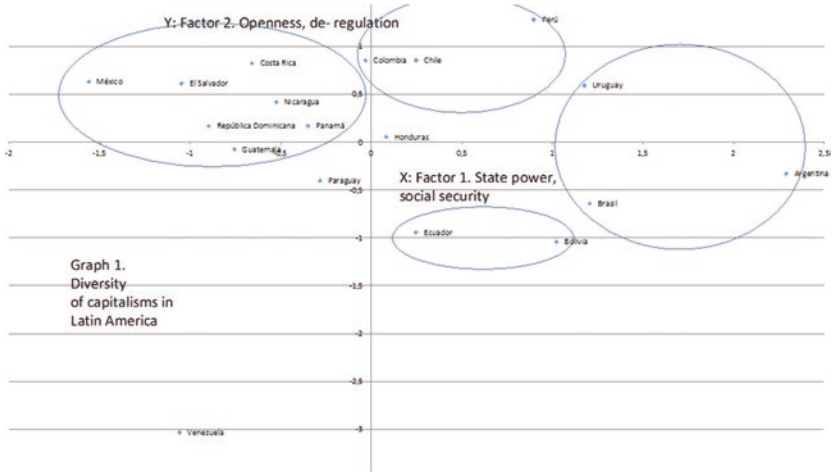 Y: Factor 2. Openness, de- regulation
Perú
1
Costa Rica
Colombia
Chile
México
El Salvador
Uruguay
0,5
Nicaragua
República Dominicana
Panamá
Honduras
0
-2
-1,5
-1
-0,5
0,5
1
1,5
2
2,5
Guatemala
Paraguay
X: Factor 1. State power,
social security
Argentina
-0,5
Brasil
Ecuador
-1
Bolivia
Graph 1.
Diversity
of capitalisms in
Latin America
-1,5
-2
-2,5
Venezuela
-3